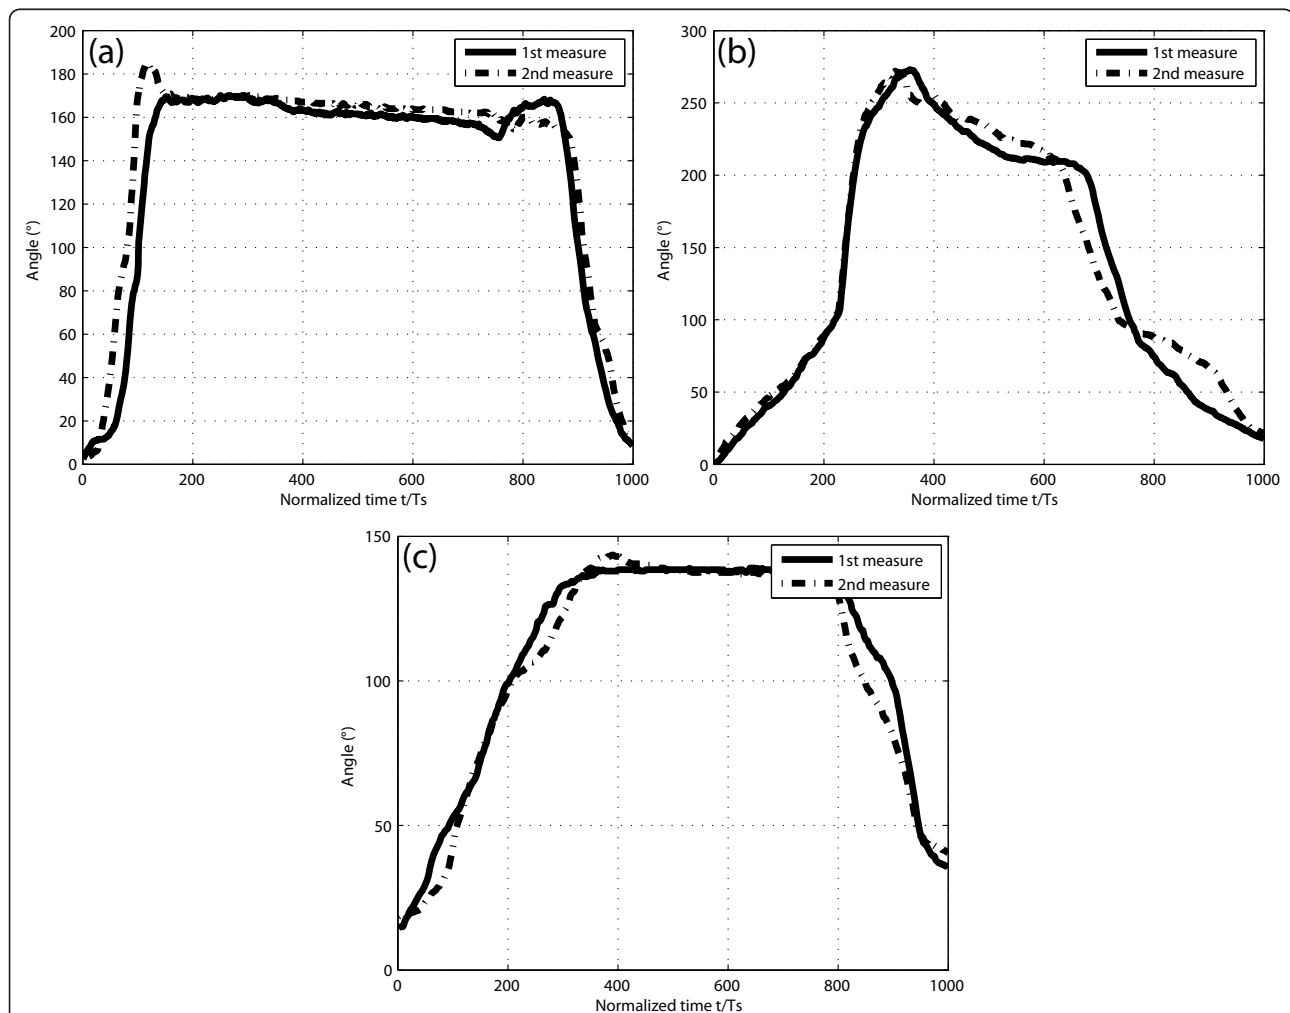 (a)
1st measure
2nd measure
200
180
160
140
120
100
80
60
40
20
0
Angle (°)
0 200 400 600 800 1000
Normalized time t/Ts
(b)
1st measure
2nd measure
300
250
200
150
100
50
0
Angle (°)
0 200 400 600 800 1000
Normalized time t/Ts
(c)
1st measure
2nd measure
150
100
50
0
Angle (°)
0 200 400 600 800 1000
Normalized time t/Ts